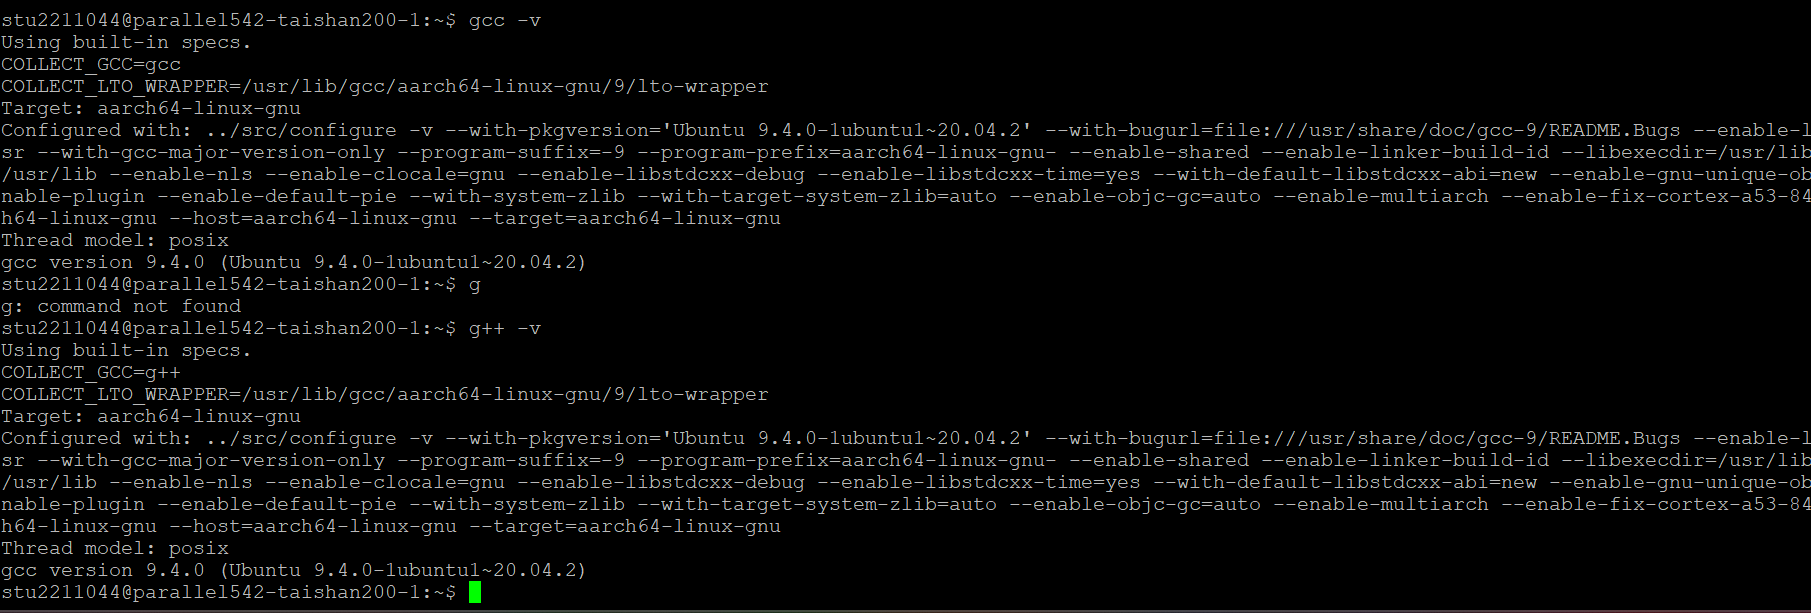 stu2211044@parallel542-taishan200-1:~$ gcc -v
Using built-in specs.
COLLECT_GCC=gcc
COLLECT_LTO_WRAPPER=/usr/lib/gcc/aarch64-linux-gnu/9/lto-wrapper
Target: aarch64-linux-gnu
Configured with: ../src/configure -v --with-pkgversion='Ubuntu 9.4.0-1ubuntu1~20.04.2' --with-bugurl=file:///usr/share/doc/gcc-9/README.Bugs --enable-l
sr --with-gcc-major-version-only --program-suffix=-9 --program-prefix=aarch64-linux-gnu- --enable-shared --enable-linker-build-id --libexecdir=/usr/lib
/usr/lib --enable-nls --enable-clocale=gnu --enable-libstdcxx-debug --enable-libstdcxx-time=yes --with-default-libstdcxx-abi=new --enable-gnu-unique-ob
nable-plugin --enable-default-pie --with-system-zlib --with-target-system-zlib=auto --enable-objc-gc=auto --enable-multiarch --enable-fix-cortex-a53-84
h64-linux-gnu --host=aarch64-linux-gnu --target=aarch64-linux-gnu
Thread model: posix
gcc version 9.4.0 (Ubuntu 9.4.0-1ubuntu1~20.04.2)
stu2211044@parallel542-taishan200-1:~$ g
g: command not found
stu2211044@parallel542-taishan200-1:~$ g++ -v
Using built-in specs.
COLLECT_GCC=g++
COLLECT_LTO_WRAPPER=/usr/lib/gcc/aarch64-linux-gnu/9/lto-wrapper
Target: aarch64-linux-gnu
Configured with: ../src/configure -v --with-pkgversion='Ubuntu 9.4.0-1ubuntu1~20.04.2' --with-bugurl=file:///usr/share/doc/gcc-9/README.Bugs --enable-l
sr --with-gcc-major-version-only --program-suffix=-9 --program-prefix=aarch64-linux-gnu- --enable-shared --enable-linker-build-id --libexecdir=/usr/lib
/usr/lib --enable-nls --enable-clocale=gnu --enable-libstdcxx-debug --enable-libstdcxx-time=yes --with-default-libstdcxx-abi=new --enable-gnu-unique-ob
nable-plugin --enable-default-pie --with-system-zlib --with-target-system-zlib=auto --enable-objc-gc=auto --enable-multiarch --enable-fix-cortex-a53-84
h64-linux-gnu --host=aarch64-linux-gnu --target=aarch64-linux-gnu
Thread model: posix
gcc version 9.4.0 (Ubuntu 9.4.0-1ubuntu1~20.04.2)
stu2211044@parallel542-taishan200-1:~$